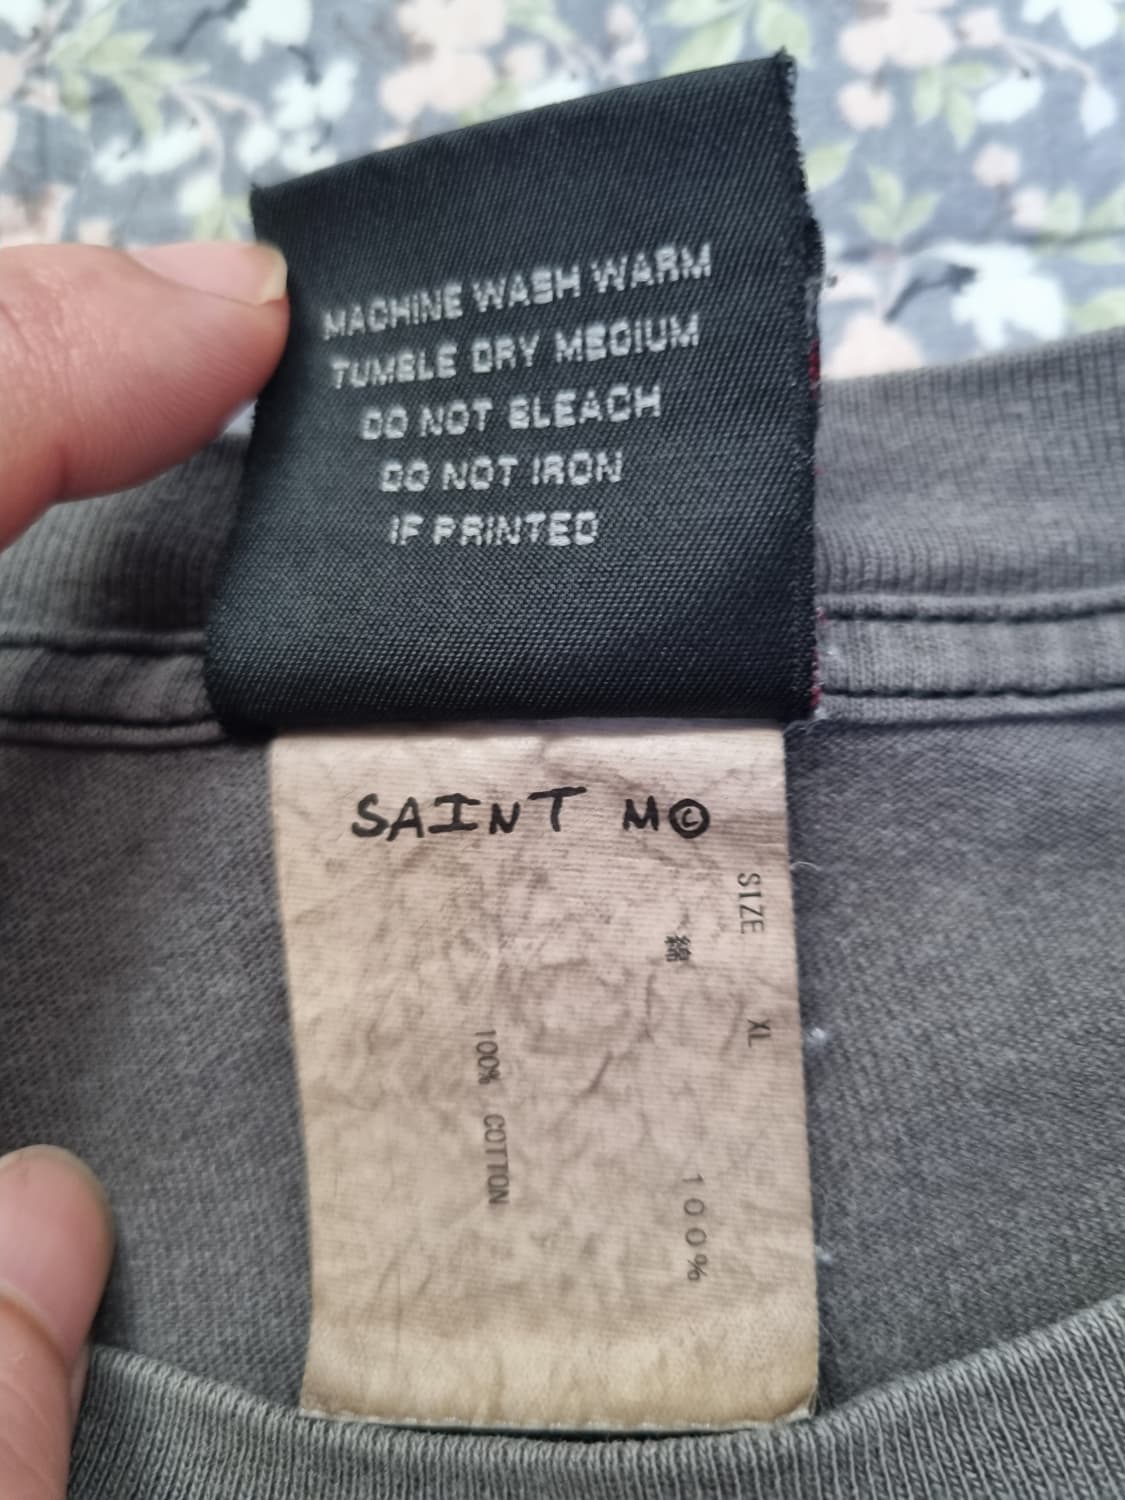 MACHINE WASH WARM
TUMBLE DRY MEDIUM
DO NOT BLEACH
DO NOT IRON
IF PRINTED
SAINT M©
SIZE XL
綿 100%
100% COTTON